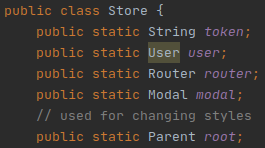 public class Store {
public static String token;
public static User user;
public static Router router;
public static Modal modal;
// used for changing styles
public static Parent root;